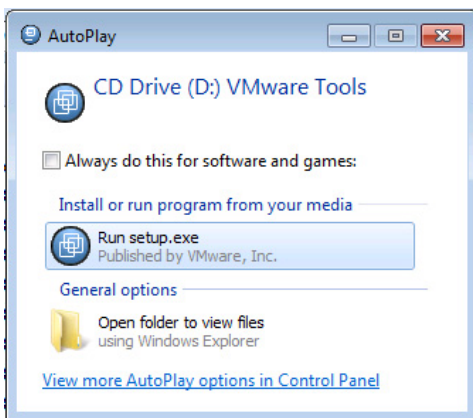 AutoPlay
CD Drive (D:) VMware Tools
Always do this for software and games:
Install or run program from your media
Run setup.exe
Published by VMware, Inc.
General options
Open folder to view files
using Windows Explorer
View more AutoPlay options in Control Panel